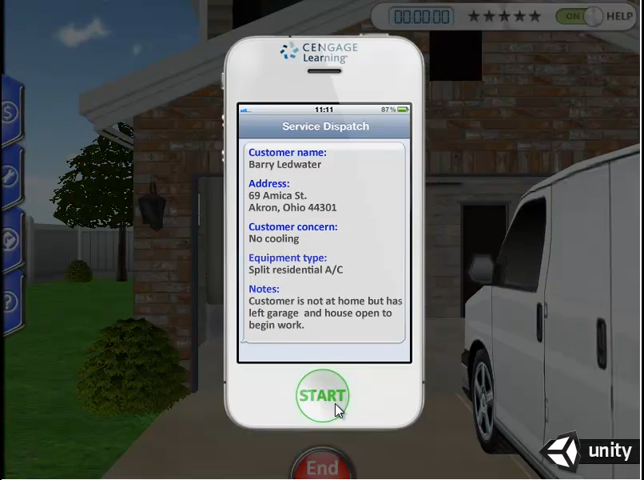 00:00:00
ON
HELP
CENGAGE
Learning
11:11
87%
Service Dispatch
Customer name:
Barry Ledwater
Address:
69 Amica St.
Akron, Ohio 44301
Customer concern:
No cooling
Equipment type:
Split residential A/C
Notes:
Customer is not at home but has
left garage and house open to
begin work.
START
End
unity